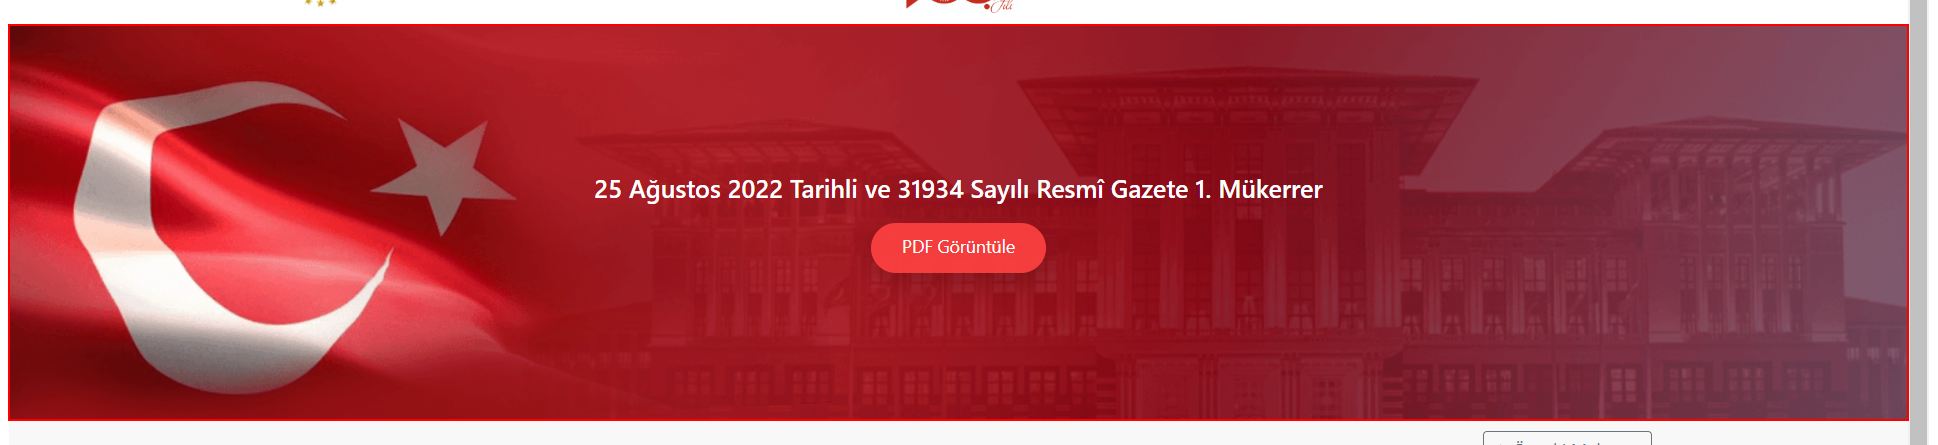 25 Ağustos 2022 Tarihli ve 31934 Sayılı Resmî Gazete 1. Mükerrer
PDF Görüntüle